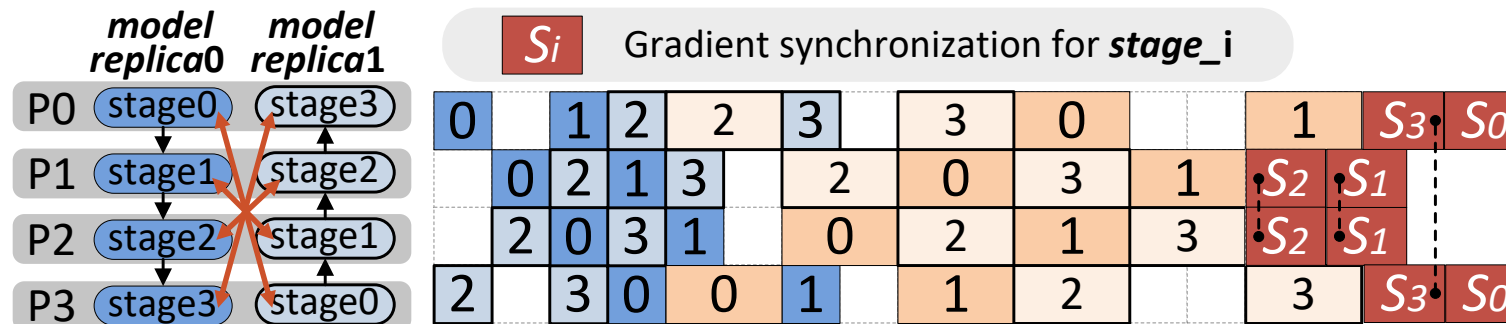 model model
replica0 replica1
Si Gradient synchronization for stage_i
P0 stage0 stage3 0 1 2 2 3 3 0 1 S3 S0
P1 stage1 stage2 0 2 1 3 2 0 3 1 S2 S1
P2 stage2 stage1 2 0 3 1 0 2 1 3 S2 S1
P3 stage3 stage0 2 3 0 0 1 1 2 3 S3 S0